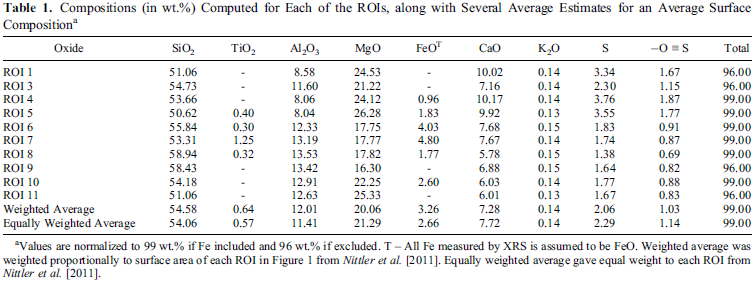 Table 1. Compositions (in wt.%) Computed for Each of the ROIs, along with Several Average Estimates for an Average Surface
Compositionᵃ
Oxide SiO₂ TiO₂ Al₂O₃ MgO FeOᵀ CaO K₂O S −O ≡ S Total
ROI 1 51.06 - 8.58 24.53 - 10.02 0.14 3.34 1.67 96.00
ROI 3 54.73 - 11.60 21.22 - 7.16 0.14 2.30 1.15 96.00
ROI 4 53.66 - 8.06 24.12 0.96 10.17 0.14 3.76 1.87 99.00
ROI 5 50.62 0.40 8.04 26.28 1.83 9.92 0.13 3.55 1.77 99.00
ROI 6 55.84 0.30 12.33 17.75 4.03 7.68 0.15 1.83 0.91 99.00
ROI 7 53.31 1.25 13.19 17.77 4.80 7.67 0.14 1.74 0.87 99.00
ROI 8 58.94 0.32 13.53 17.82 1.77 5.78 0.15 1.38 0.69 99.00
ROI 9 58.43 - 13.42 16.30 - 6.88 0.15 1.64 0.82 96.00
ROI 10 54.18 - 12.91 22.25 2.60 6.03 0.14 1.77 0.88 99.00
ROI 11 51.06 - 12.63 25.33 - 6.01 0.13 1.67 0.83 96.00
Weighted Average 54.58 0.64 12.01 20.06 3.26 7.28 0.14 2.06 1.03 99.00
Equally Weighted Average 54.06 0.57 11.41 21.29 2.66 7.72 0.14 2.29 1.14 99.00
ᵃValues are normalized to 99 wt.% if Fe included and 96 wt.% if excluded. T – All Fe measured by XRS is assumed to be FeO. Weighted average was
weighted proportionally to surface area of each ROI in Figure 1 from Nittler et al. [2011]. Equally weighted average gave equal weight to each ROI from
Nittler et al. [2011].